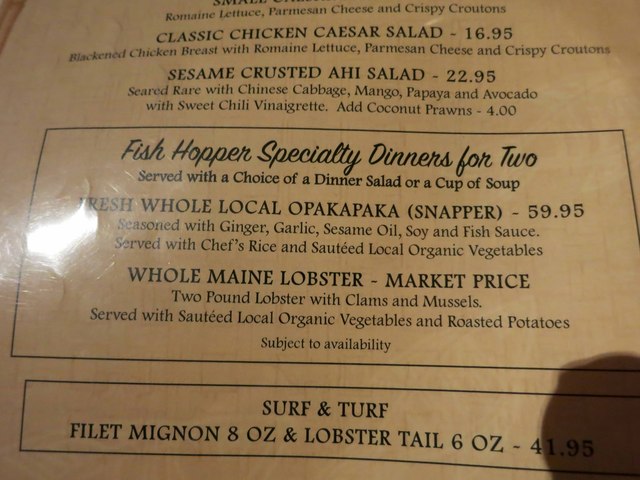 SMALL
Romaine Lettuce, Parmesan Cheese and Crispy Croutons
CLASSIC CHICKEN CAESAR SALAD - 16.95
Blackened Chicken Breast with Romaine Lettuce, Parmesan Cheese and Crispy Croutons
SESAME CRUSTED AHI SALAD - 22.95
Seared Rare with Chinese Cabbage, Mango, Papaya and Avocado
with Sweet Chili Vinaigrette. Add Coconut Prawns - 4.00
Fish Hopper Specialty Dinners for Two
Served with a Choice of a Dinner Salad or a Cup of Soup
FRESH WHOLE LOCAL OPAKAPAKA (SNAPPER) - 59.95
Seasoned with Ginger, Garlic, Sesame Oil, Soy and Fish Sauce.
Served with Chef's Rice and Sautéed Local Organic Vegetables
WHOLE MAINE LOBSTER - MARKET PRICE
Two Pound Lobster with Clams and Mussels.
Served with Sautéed Local Organic Vegetables and Roasted Potatoes
Subject to availability
SURF & TURF
FILET MIGNON 8 OZ & LOBSTER TAIL 6 OZ - 41.95